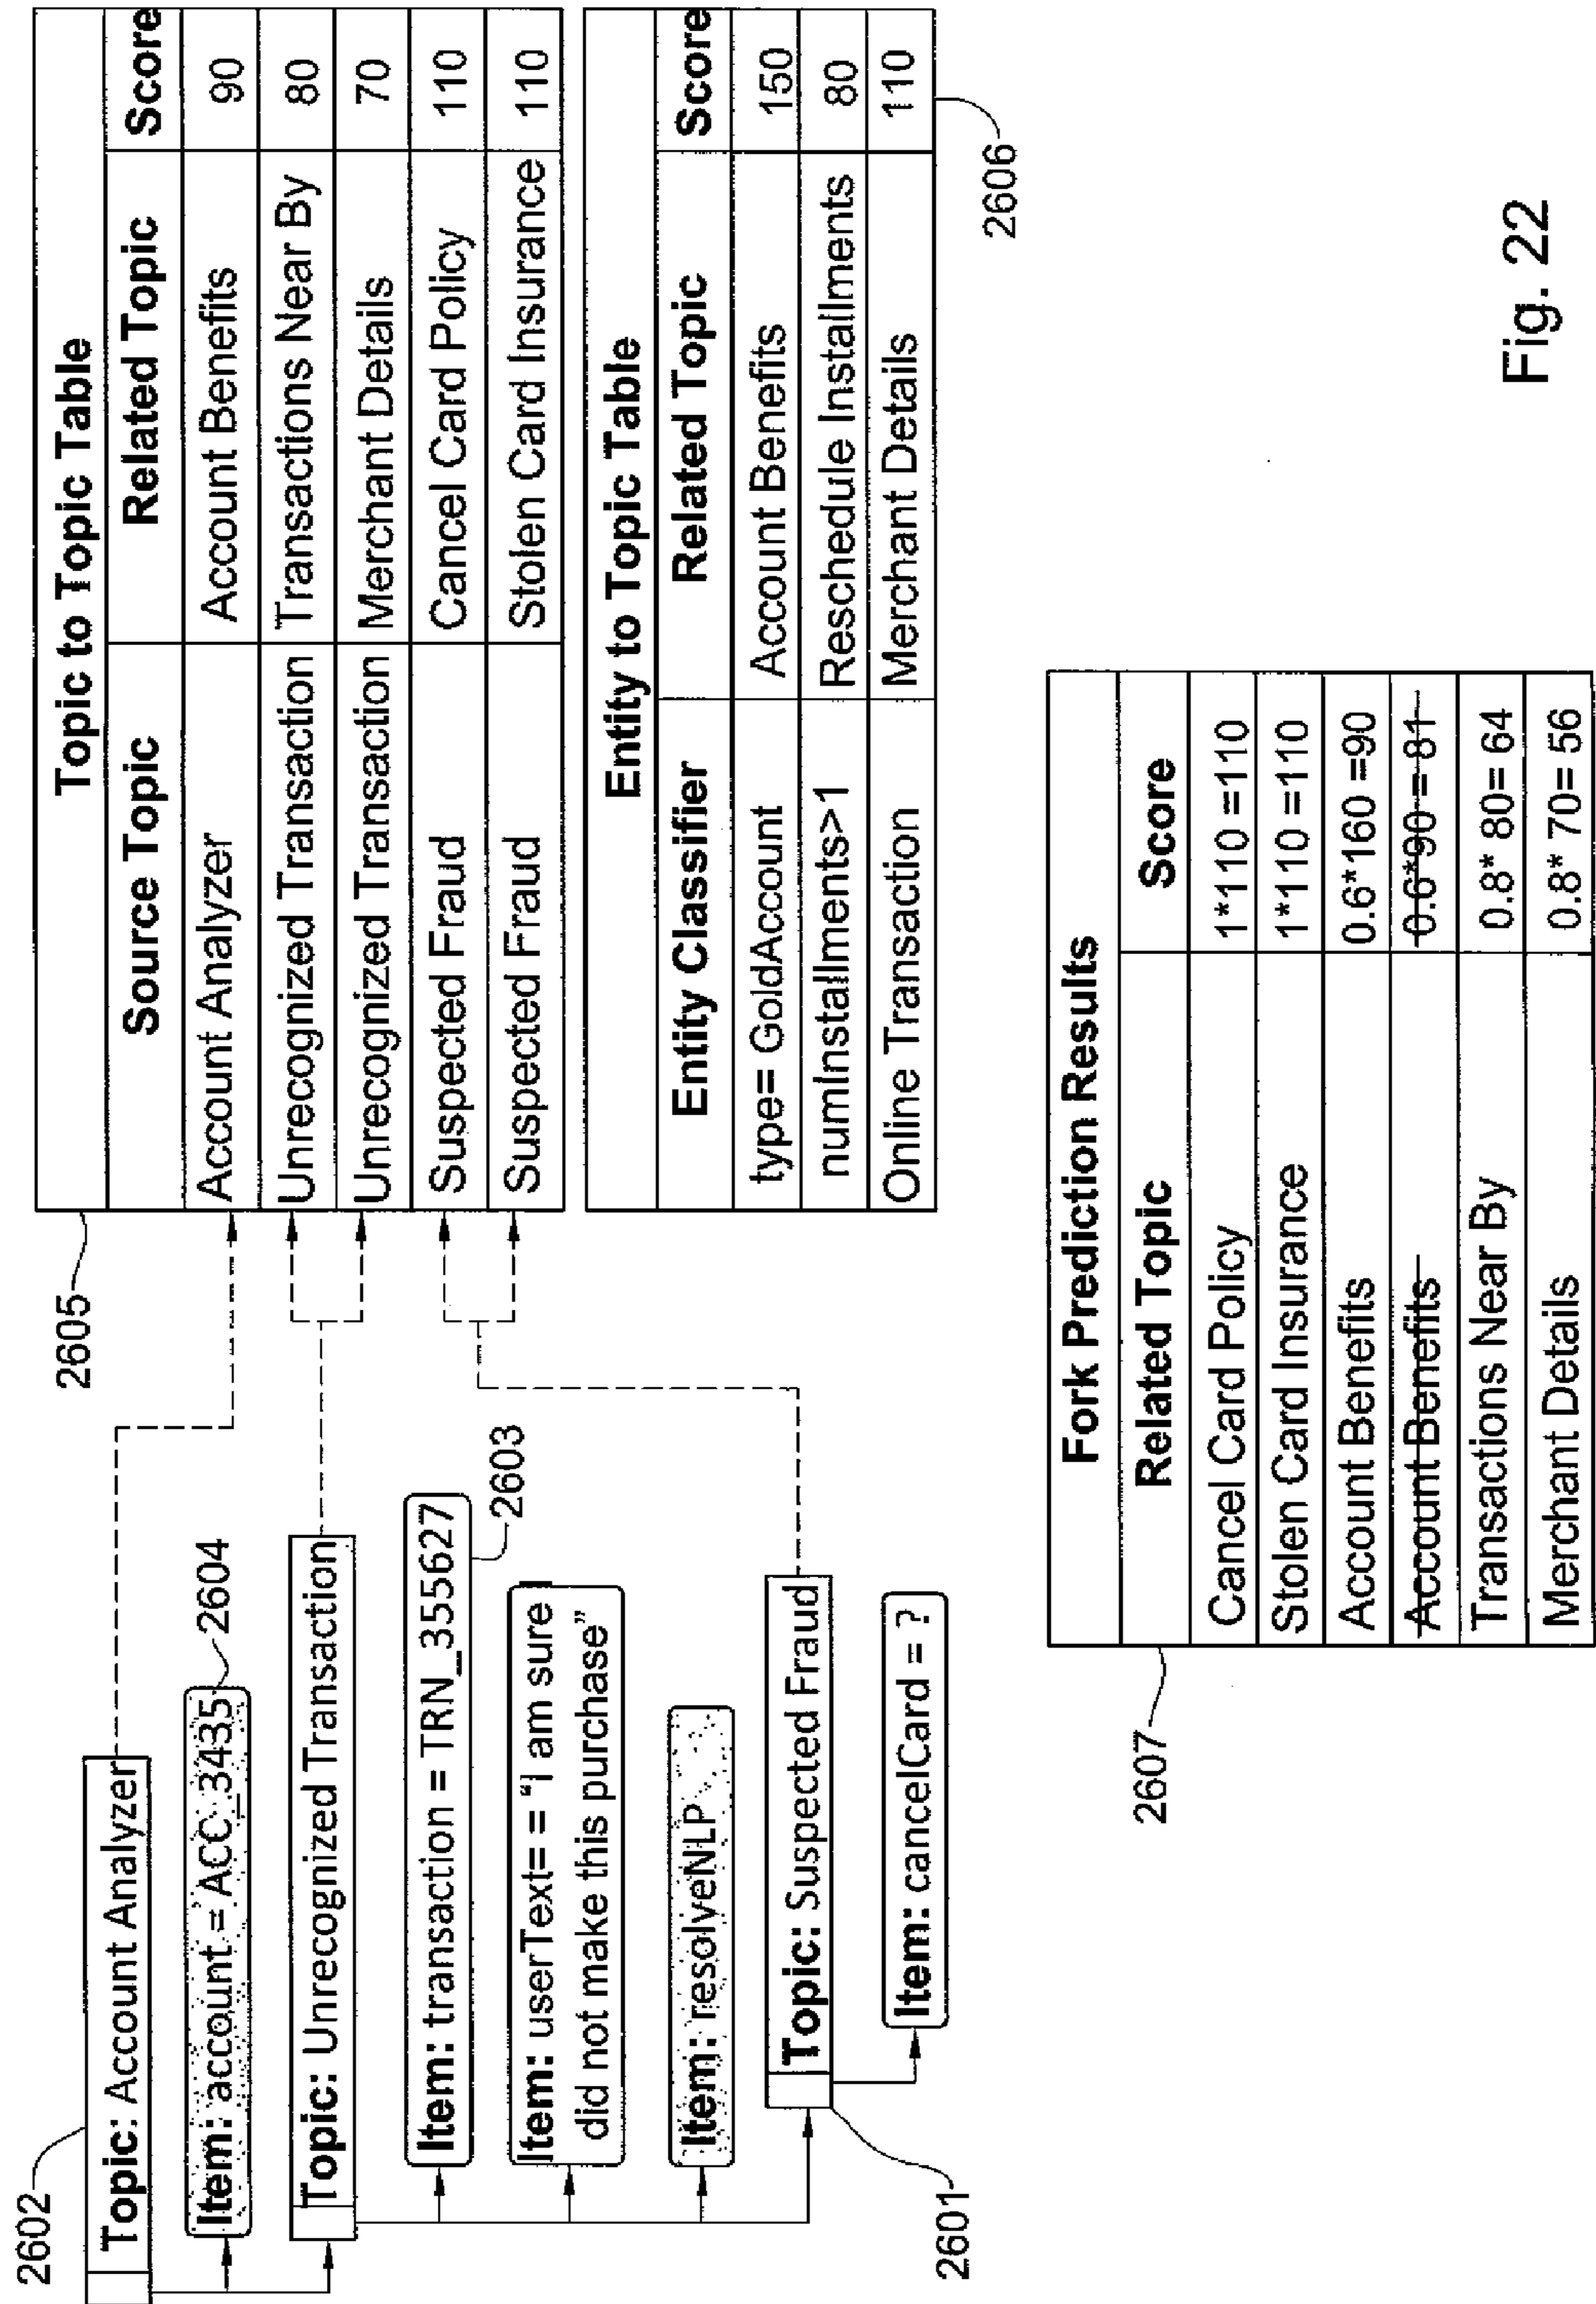 2602
Topic: Account Analyzer
Item: account = ACC_3435
2604
Topic: Unrecognized Transaction
Item: transaction = TRN_355627
2603
Item: userText= = "I am sure I
did not make this purchase"
Item: resolveNLP
Topic: Suspected Fraud
2601
Item: cancelCard = ?
2605
Topic to Topic Table
Source Topic Related Topic Score
Account Analyzer Account Benefits 90
Unrecognized Transaction Transactions Near By 80
Unrecognized Transaction Merchant Details 70
Suspected Fraud Cancel Card Policy 110
Suspected Fraud Stolen Card Insurance 110
Entity to Topic Table
Entity Classifier Related Topic Score
type= GoldAccount Account Benefits 150
numInstallments>1 Reschedule Installments 80
Online Transaction Merchant Details 110
2606
2607
Fork Prediction Results
Related Topic Score
Cancel Card Policy 1*110 =110
Stolen Card Insurance 1*110 =110
Account Benefits 0.6*160 =90
Account Benefits 0.6*90 = 81
Transactions Near By 0.8* 80= 64
Merchant Details 0.8* 70= 56
Fig. 22